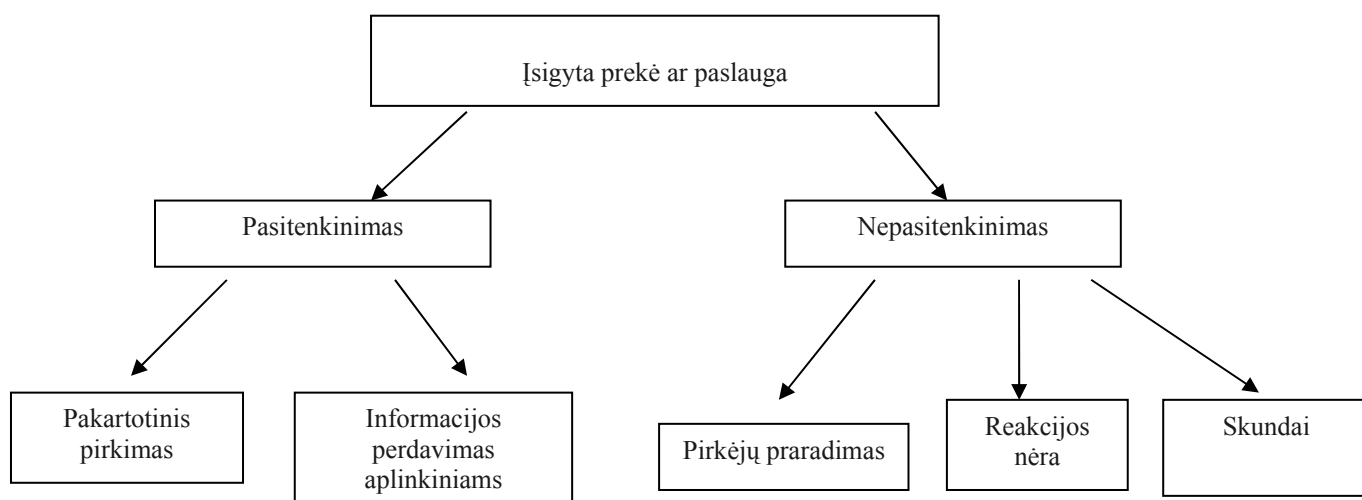 Įsigyta prekė ar paslauga
Pasitenkinimas
Nepasitenkinimas
Pakartotinis
pirkimas
Informacijos
perdavimas
aplinkiniams
Pirkėjų praradimas
Reakcijos
nėra
Skundai